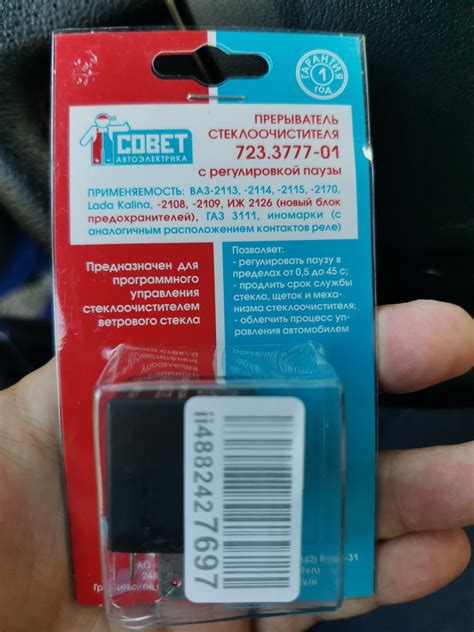 ГАРАНТИЯ
1
ГОД
СОВЕТ
АВТОЭЛЕКТРИКА
ПРЕРЫВАТЕЛЬ
СТЕКЛООЧИСТИТЕЛЯ
723.3777-01
с регулировкой паузы
ПРИМЕНЯЕМОСТЬ: ВАЗ-2113, -2114, -2115, -2170,
Lada Kalina, -2108, -2109, ИЖ 2126 (новый блок
предохранителей), ГАЗ 3111, иномарки (с
аналогичным расположением контактов реле)
Предназначен для
программного
управления
стеклоочистителем
ветрового стекла
Позволяет:
- регулировать паузу в
пределах от 0,5 до 45 с;
- продлить срок службы
стекла, щеток и меха-
низма стеклоочистителя;
- облегчить процесс уп-
равления автомобилем
ii4882427697